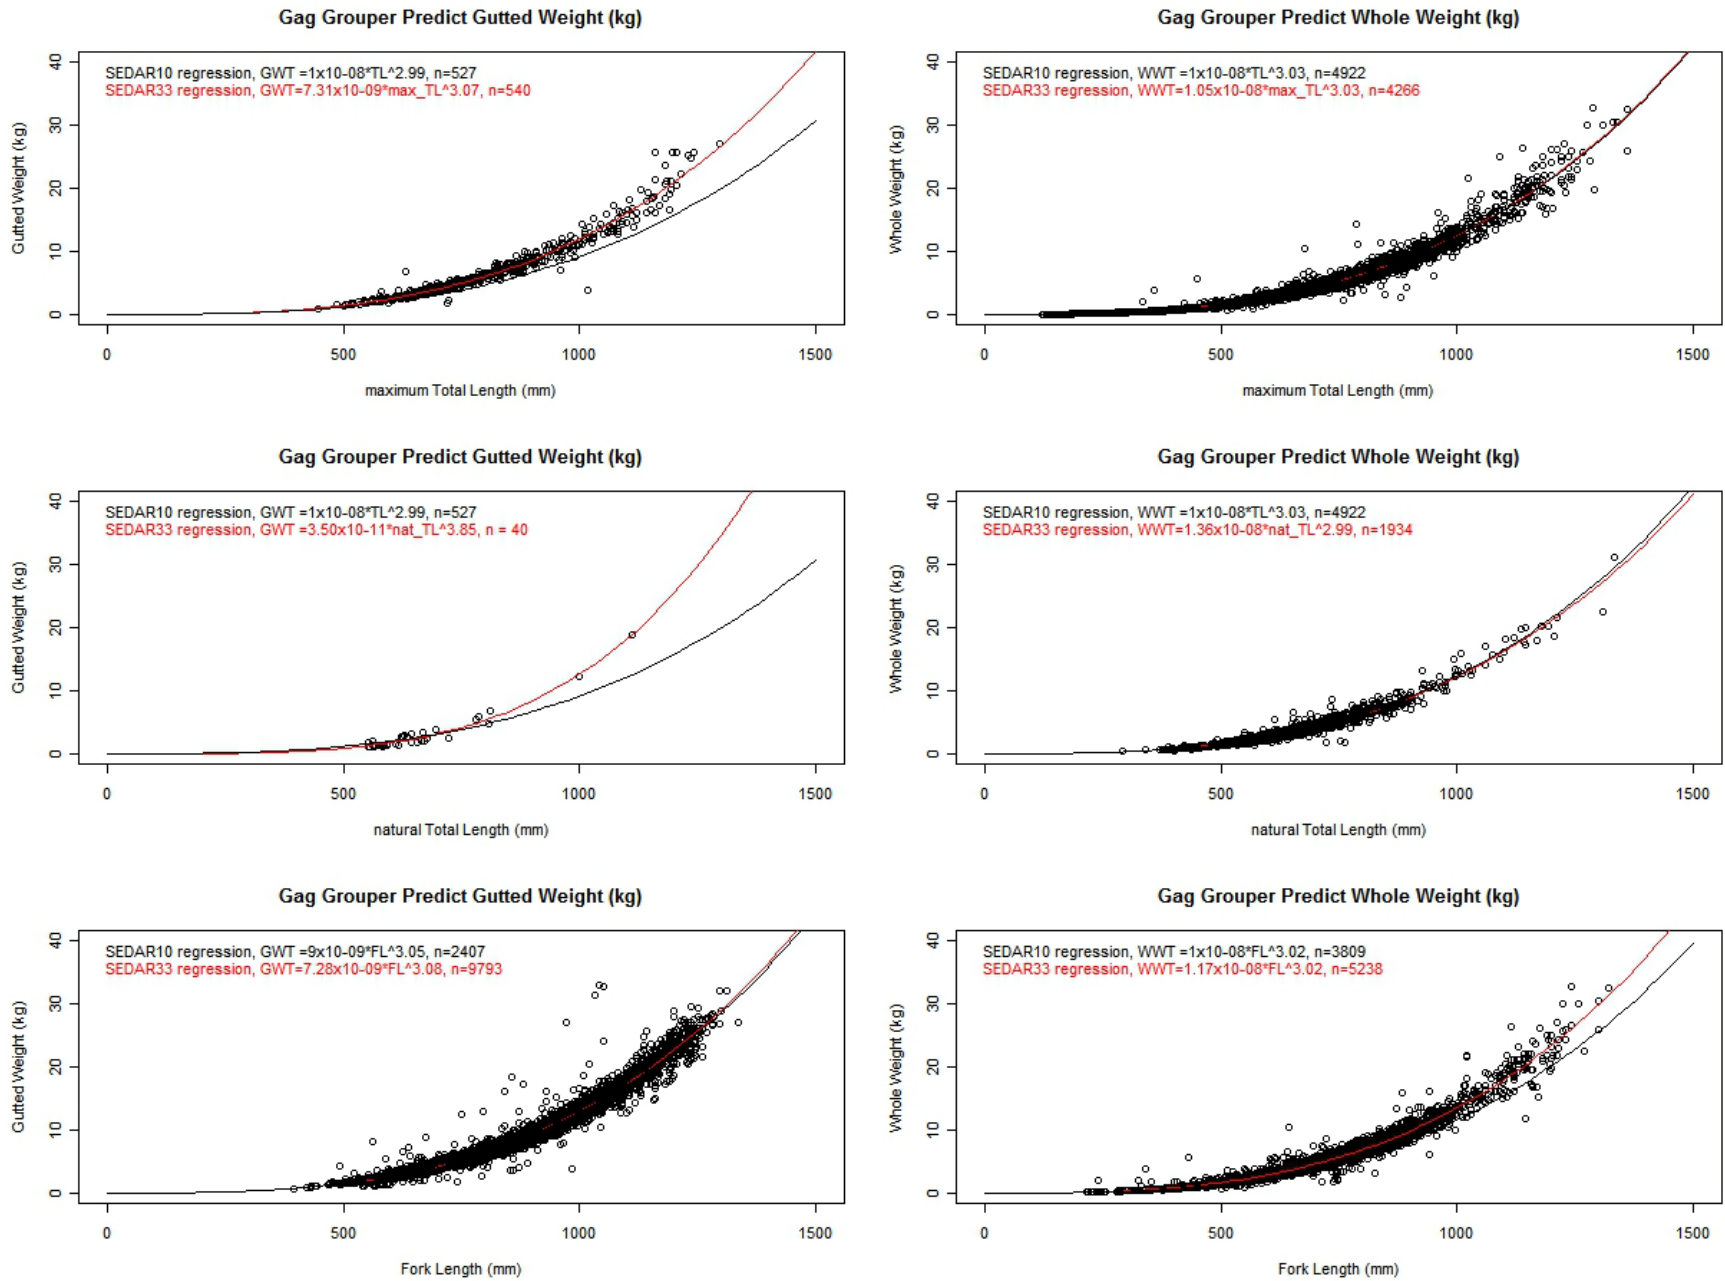 Gag Grouper Predict Gutted Weight (kg)
SEDAR10 regression, GWT =1x10-08*TL^2.99, n=527
SEDAR33 regression, GWT=7.31x10-09*max_TL^3.07, n=540
Gutted Weight (kg)
0
10
20
30
40
0
500
1000
1500
maximum Total Length (mm)
Gag Grouper Predict Whole Weight (kg)
SEDAR10 regression, WWT =1x10-08*TL^3.03, n=4922
SEDAR33 regression, WWT=1.05x10-08*max_TL^3.03, n=4266
Whole Weight (kg)
0
10
20
30
40
0
500
1000
1500
maximum Total Length (mm)
Gag Grouper Predict Gutted Weight (kg)
SEDAR10 regression, GWT =1x10-08*TL^2.99, n=527
SEDAR33 regression, GWT =3.50x10-11*nat_TL^3.85, n = 40
Gutted Weight (kg)
0
10
20
30
40
0
500
1000
1500
natural Total Length (mm)
Gag Grouper Predict Whole Weight (kg)
SEDAR10 regression, WWT =1x10-08*TL^3.03, n=4922
SEDAR33 regression, WWT=1.36x10-08*nat_TL^2.99, n=1934
Whole Weight (kg)
0
10
20
30
40
0
500
1000
1500
natural Total Length (mm)
Gag Grouper Predict Gutted Weight (kg)
SEDAR10 regression, GWT =9x10-09*FL^3.05, n=2407
SEDAR33 regression, GWT=7.28x10-09*FL^3.08, n=9793
Gutted Weight (kg)
0
10
20
30
40
0
500
1000
1500
Fork Length (mm)
Gag Grouper Predict Whole Weight (kg)
SEDAR10 regression, WWT =1x10-08*FL^3.02, n=3809
SEDAR33 regression, WWT=1.17x10-08*FL^3.02, n=5238
Whole Weight (kg)
0
10
20
30
40
0
500
1000
1500
Fork Length (mm)